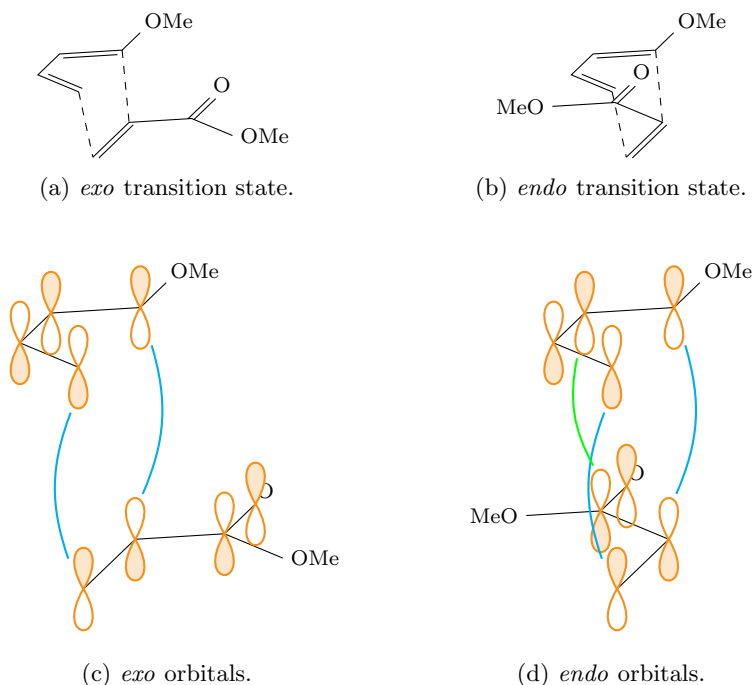 OMe
OMe
O
O
OMe
MeO
(a) exo transition state.
(b) endo transition state.
OMe
OMe
O
O
OMe
MeO
(c) exo orbitals.
(d) endo orbitals.